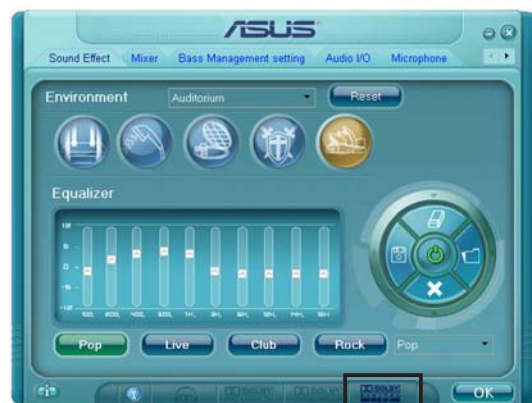 ASUS
Sound Effect Mixer Bass Management setting Audio I/O Microphone
Environment Auditorium Reset
Equalizer
Pop Live Club Rock Pop
OK